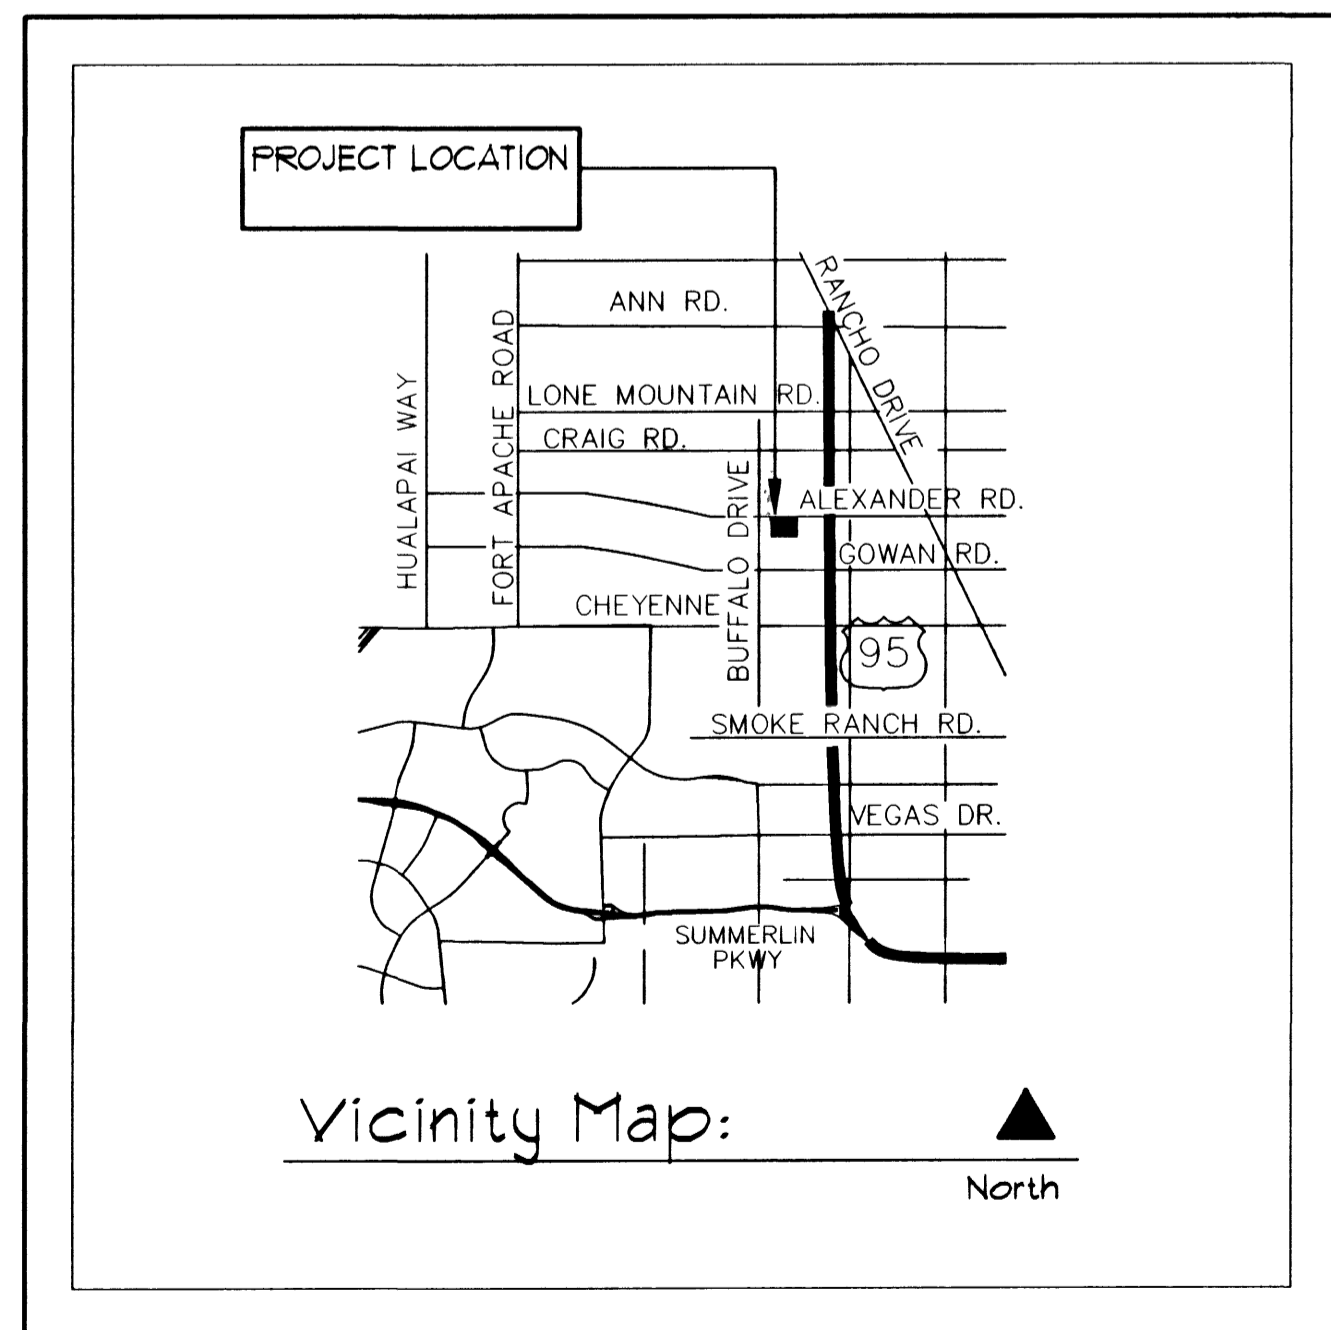 PROJECT LOCATION
RANCHO DRIVE
ANN RD.
HUALAPAI WAY
FORT APACHE ROAD
LONE MOUNTAIN RD.
CRAIG RD.
BUFFALO DRIVE
ALEXANDER RD.
GOWAN RD.
CHEYENNE
95
SMOKE RANCH RD.
VEGAS DR.
SUMMERLIN
PKWY
Vicinity Map:
North